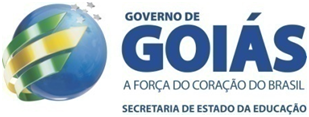 GOVERNO DE
GOIÁS
A FORÇA DO CORAÇÃO DO BRASIL
SECRETARIA DE ESTADO DA EDUCAÇÃO